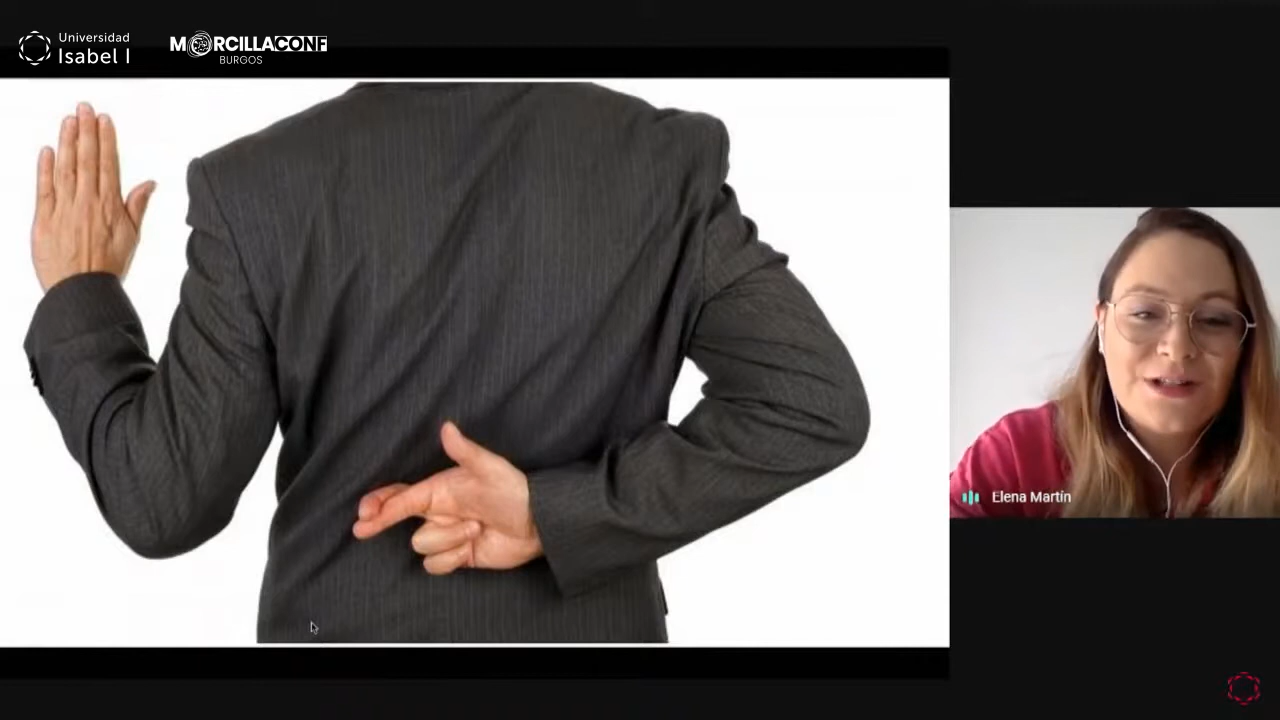 Universidad
Isabel I
MORCILLACONF
BURGOS
Elena Martín